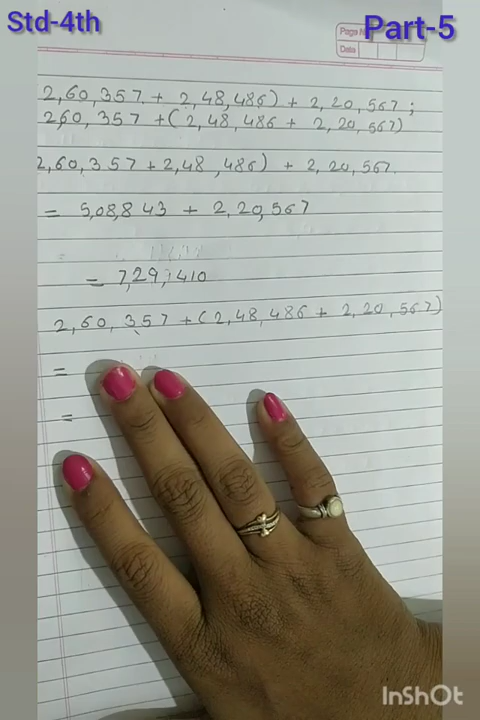 Std-4th
Part-5
Page N
Date
2,60,357 + 2,48,486) + 2,20,567 ;
2,60,357 + (2,48,486 + 2,20,567)
2,60,357 + 2,48,486) + 2,20,567.
= 5,08,843 + 2,20,567
= 7,29,410
2,60,357 + (2,48,486 + 2,20,567)
=
=
InShOt